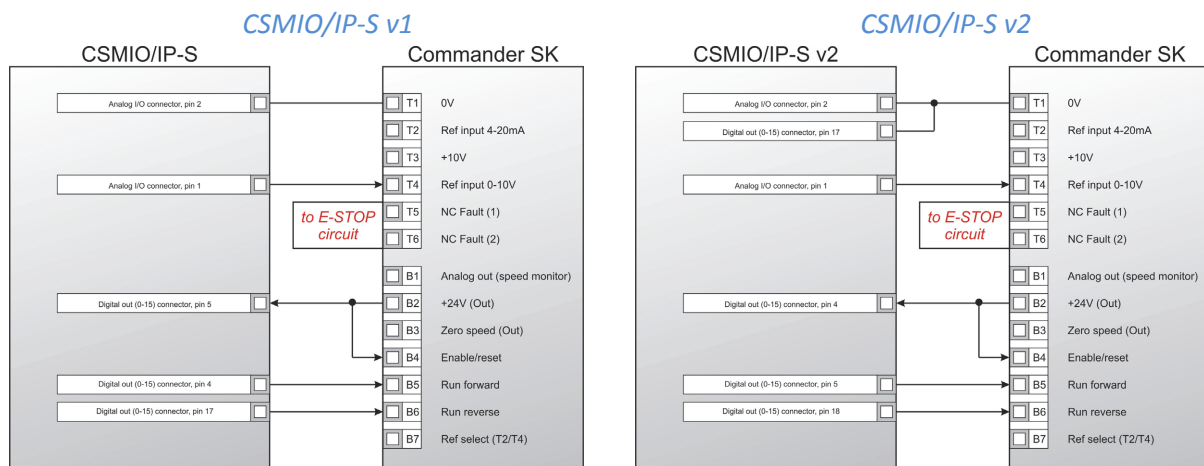 CSMIO/IP-S v1
CSMIO/IP-S
Commander SK
Analog I/O connector, pin 2
T1
0V
T2
Ref input 4-20mA
T3
+10V
Analog I/O connector, pin 1
T4
Ref input 0-10V
to E-STOP
circuit
T5
NC Fault (1)
T6
NC Fault (2)
B1
Analog out (speed monitor)
Digital out (0-15) connector, pin 5
B2
+24V (Out)
B3
Zero speed (Out)
B4
Enable/reset
Digital out (0-15) connector, pin 4
B5
Run forward
Digital out (0-15) connector, pin 17
B6
Run reverse
B7
Ref select (T2/T4)
CSMIO/IP-S v2
CSMIO/IP-S v2
Commander SK
Analog I/O connector, pin 2
T1
0V
Digital out (0-15) connector, pin 17
T2
Ref input 4-20mA
T3
+10V
Analog I/O connector, pin 1
T4
Ref input 0-10V
to E-STOP
circuit
T5
NC Fault (1)
T6
NC Fault (2)
B1
Analog out (speed monitor)
Digital out (0-15) connector, pin 4
B2
+24V (Out)
B3
Zero speed (Out)
B4
Enable/reset
Digital out (0-15) connector, pin 5
B5
Run forward
Digital out (0-15) connector, pin 18
B6
Run reverse
B7
Ref select (T2/T4)